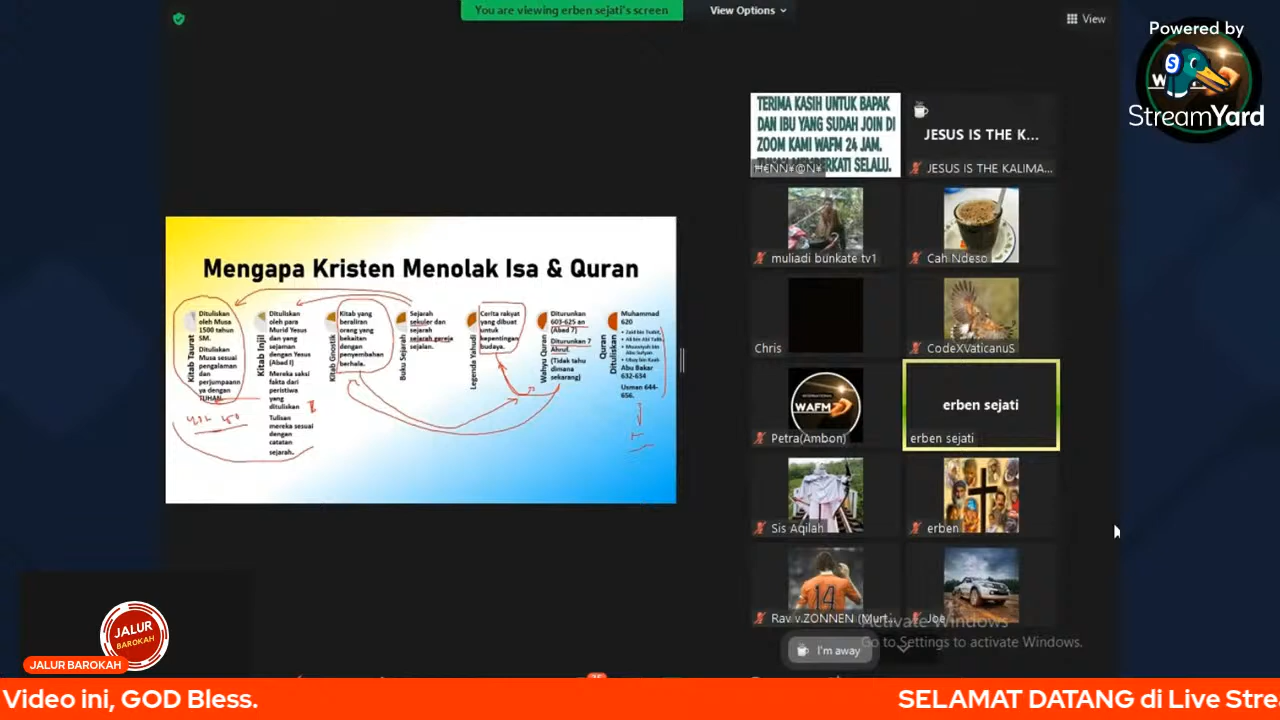 You are viewing erben sejati's screen
View Options
View
Powered by
StreamYard
Mengapa Kristen Menolak Isa & Quran
Kitab Taurat
Dituliskan
oleh Musa
1500 tahun
SM.
Dituliskan
Musa sesuai
pengalaman
dan
perjumpaann
ya dengan
TUHAN.
Kitab Injil
Dituliskan
oleh para
Murid Yesus
dan yang
sejaman
dengan Yesus
(Abad I)
Mereka saksi
fakta dari
peristiwa
yang
dituliskan
Tulisan
mereka sesuai
dengan
catatan
sejarah.
Kitab Gnostik
Kitab yang
beraliran
orang yang
bekaitan
dengan
penyembahan
berhala.
Buku Sejarah
Sejarah
sekuler dan
sejarah
sejarah gereja
sejalan.
Legenda Yahudi
Cerita rakyat
yang dibuat
untuk
kepentingan
budaya.
Wahyu Quran
Diturunkan
603-625 an
(Abad 7)
Diturunkan 7
Ahruf.
(Tidak tahu
dimana
sekarang)
Quran
Dituliskan
Muhammad
620
Abu Bakar
632-634
Usman 644-
656.
TERIMA KASIH UNTUK BAPAK
DAN IBU YANG SUDAH JOIN DI
ZOOM KAMI WAFM 24 JAM.
JESUS IS THE K...
JESUS IS THE KALIMA...
muliadi bunkate tv1
Cah Ndeso
Chris
CodeXVaticanuS
WAFM
Petra(Ambon)
erben sejati
erben sejati
Sis Aqilah
erben
14
Rav v.ZONNEN (Murt...
Joe
Activate Windows
Go to Settings to activate Windows.
I'm away
JALUR
BAROKAH
JALUR BAROKAH
Video ini, GOD Bless.
SELAMAT DATANG di Live Stre